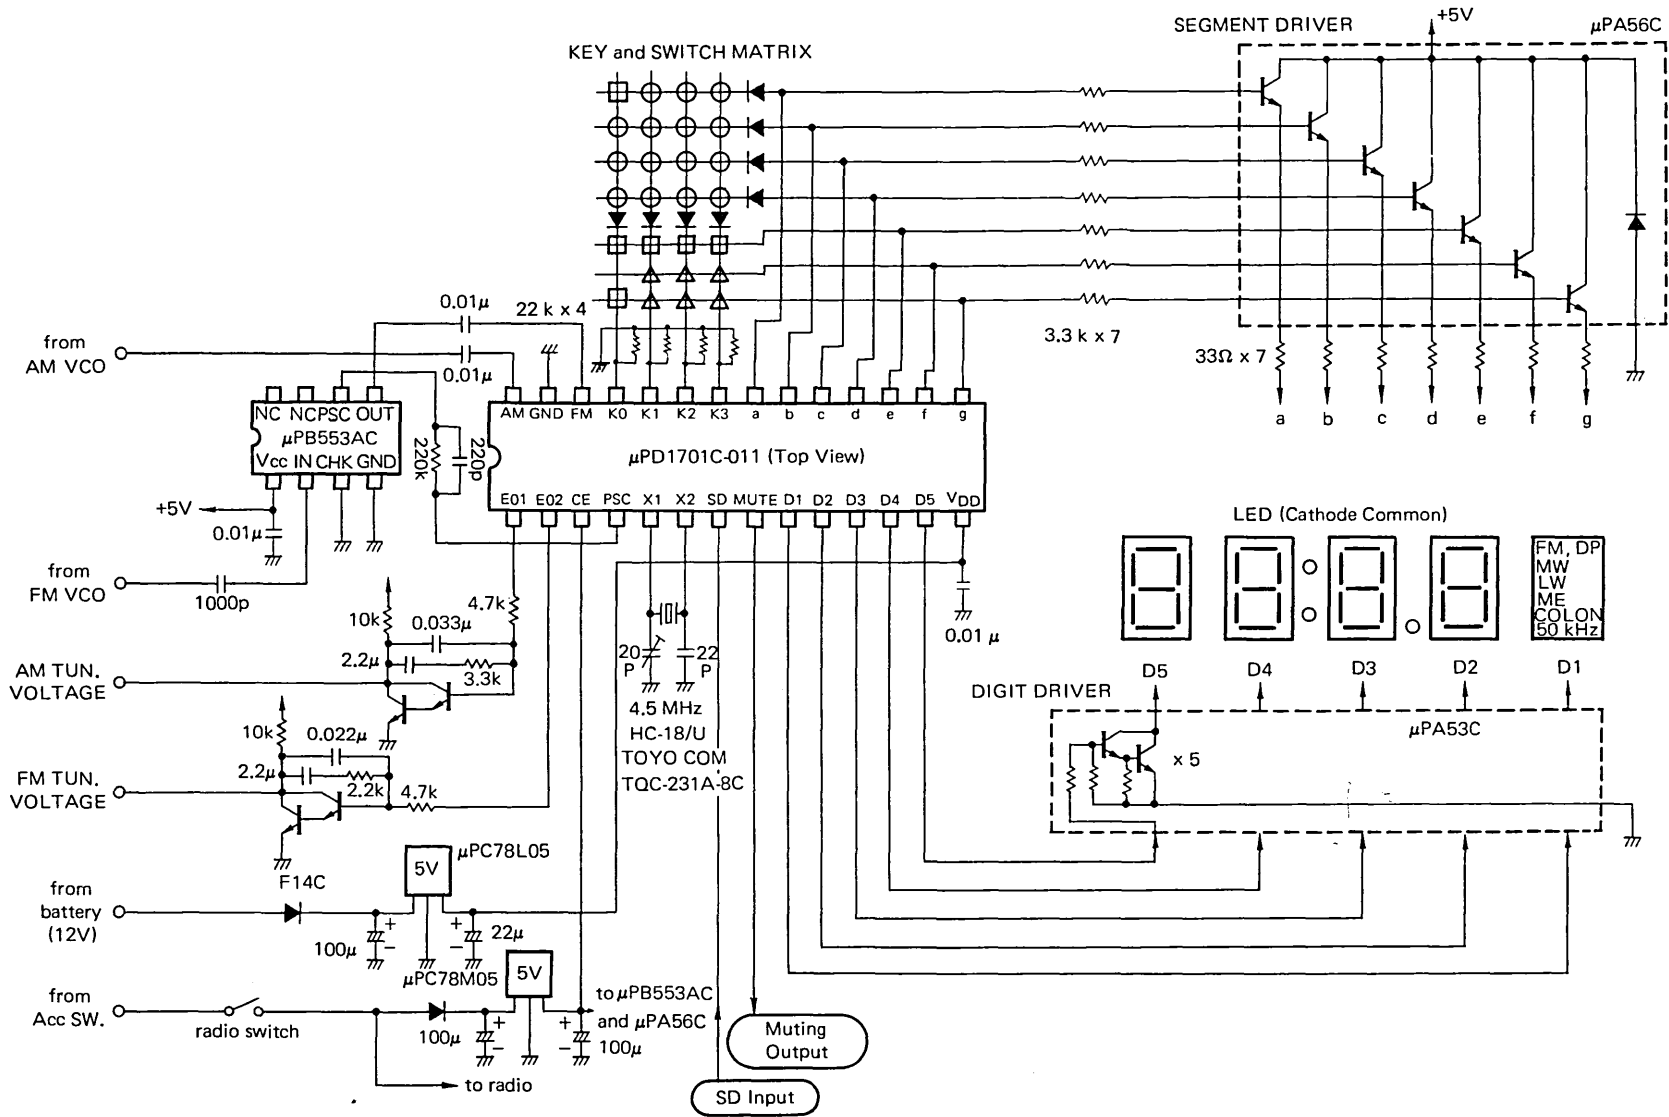 SEGMENT DRIVER
+5V
μPA56C
KEY and SWITCH MATRIX
0.01μ
22 k x 4
3.3 k x 7
33Ω x 7
from
AM VCO
0.01μ
a b c d e f g
NC NC PSC OUT
μPB553AC
Vcc IN CHK GND
220k
220p
AM GND FM K0 K1 K2 K3 a b c d e f g
μPD1701C-011 (Top View)
E01 E02 CE PSC X1 X2 SD MUTE D1 D2 D3 D4 D5 VDD
+5V
0.01μ
from
FM VCO
1000p
LED (Cathode Common)
FM, DP
MW
LW
ME
COLON
50 kHz
0.01 μ
10k
0.033μ
4.7k
2.2μ
3.3k
AM TUN.
VOLTAGE
20
P
22
P
4.5 MHz
HC-18/U
TOYO COM
TQC-231A-8C
D5 D4 D3 D2 D1
DIGIT DRIVER
μPA53C
x 5
10k
0.022μ
2.2μ
2.2k
4.7k
FM TUN.
VOLTAGE
μPC78L05
5V
F14C
from
battery
(12V)
100μ
+
−
+
−
22μ
μPC78M05
5V
from
Acc SW.
radio switch
100μ
+
−
+
−
100μ
to μPB553AC
and μPA56C
Muting
Output
to radio
SD Input